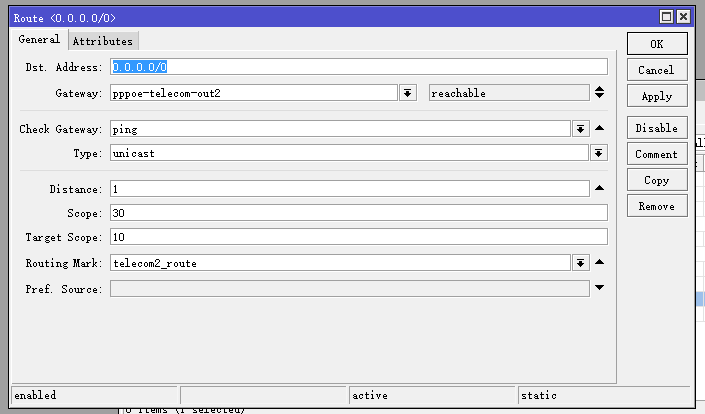 Route <0.0.0.0/0>
General Attributes
Dst. Address: 0.0.0.0/0
Gateway: pppoe-telecom-out2 reachable
Check Gateway: ping
Type: unicast
Distance: 1
Scope: 30
Target Scope: 10
Routing Mark: telecom2_route
Pref. Source:
OK
Cancel
Apply
Disable
Comment
Copy
Remove
enabled active static
items (1 selected)